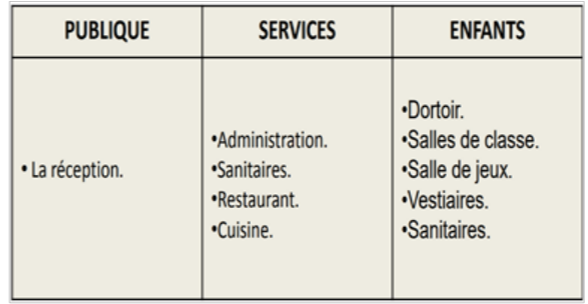 PUBLIQUE
SERVICES
ENFANTS
• La réception.
•Administration.
•Sanitaires.
•Restaurant.
•Cuisine.
•Dortoir.
•Salles de classe.
•Salle de jeux.
•Vestiaires.
•Sanitaires.